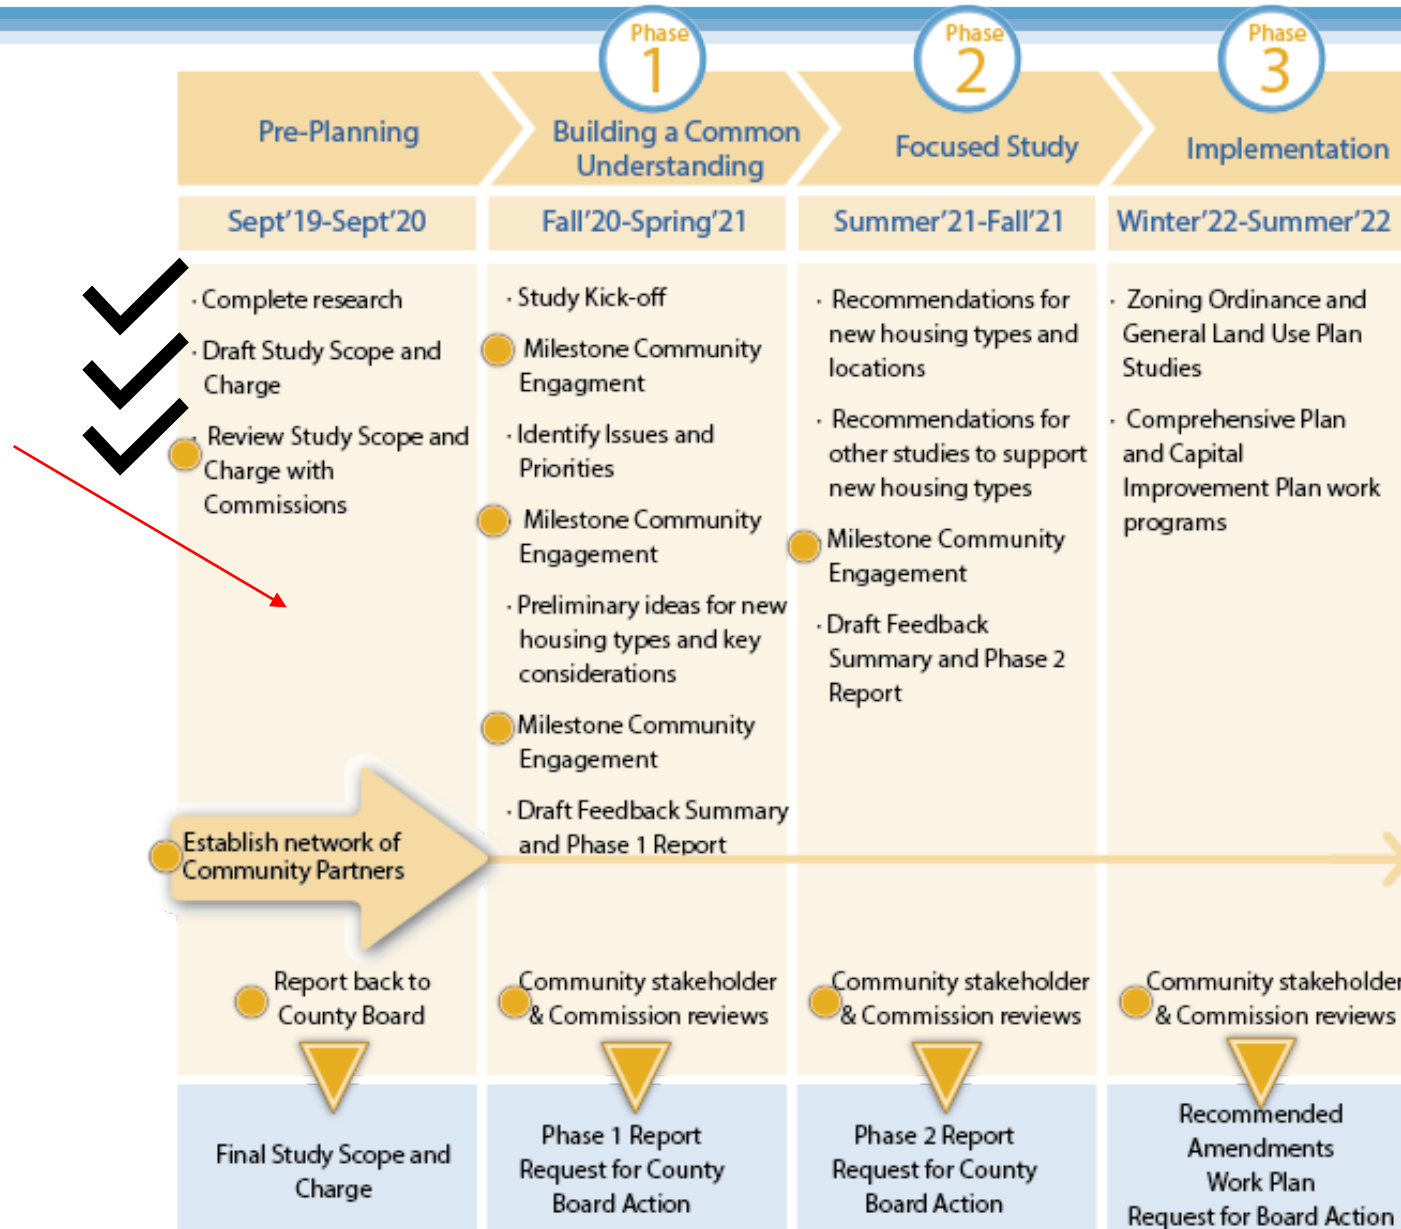 Phase
1
Phase
2
Phase
3
Pre-Planning
Building a Common
Understanding
Focused Study
Implementation
Sept'19-Sept'20
Fall'20-Spring'21
Summer'21-Fall'21
Winter'22-Summer'22
· Complete research
· Draft Study Scope and
Charge
Review Study Scope and
Charge with
Commissions
Establish network of
Community Partners
Report back to
County Board
Final Study Scope and
Charge
· Study Kick-off
Milestone Community
Engagment
· Identify Issues and
Priorities
Milestone Community
Engagement
· Preliminary ideas for new
housing types and key
considerations
Milestone Community
Engagement
· Draft Feedback Summary
and Phase 1 Report
Community stakeholder
& Commission reviews
Phase 1 Report
Request for County
Board Action
· Recommendations for
new housing types and
locations
· Recommendations for
other studies to support
new housing types
Milestone Community
Engagement
· Draft Feedback
Summary and Phase 2
Report
Community stakeholder
& Commission reviews
Phase 2 Report
Request for County
Board Action
· Zoning Ordinance and
General Land Use Plan
Studies
· Comprehensive Plan
and Capital
Improvement Plan work
programs
Community stakeholder
& Commission reviews
Recommended
Amendments
Work Plan
Request for Board Action